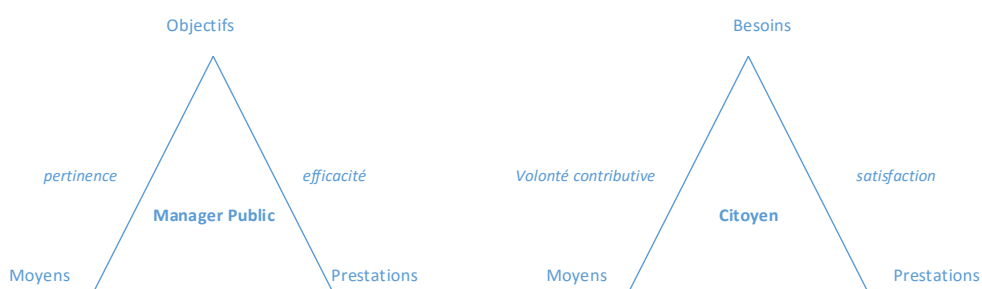 Objectifs
Besoins
pertinence
efficacité
Volonté contributive
satisfaction
Manager Public
Citoyen
Moyens
Prestations
Moyens
Prestations